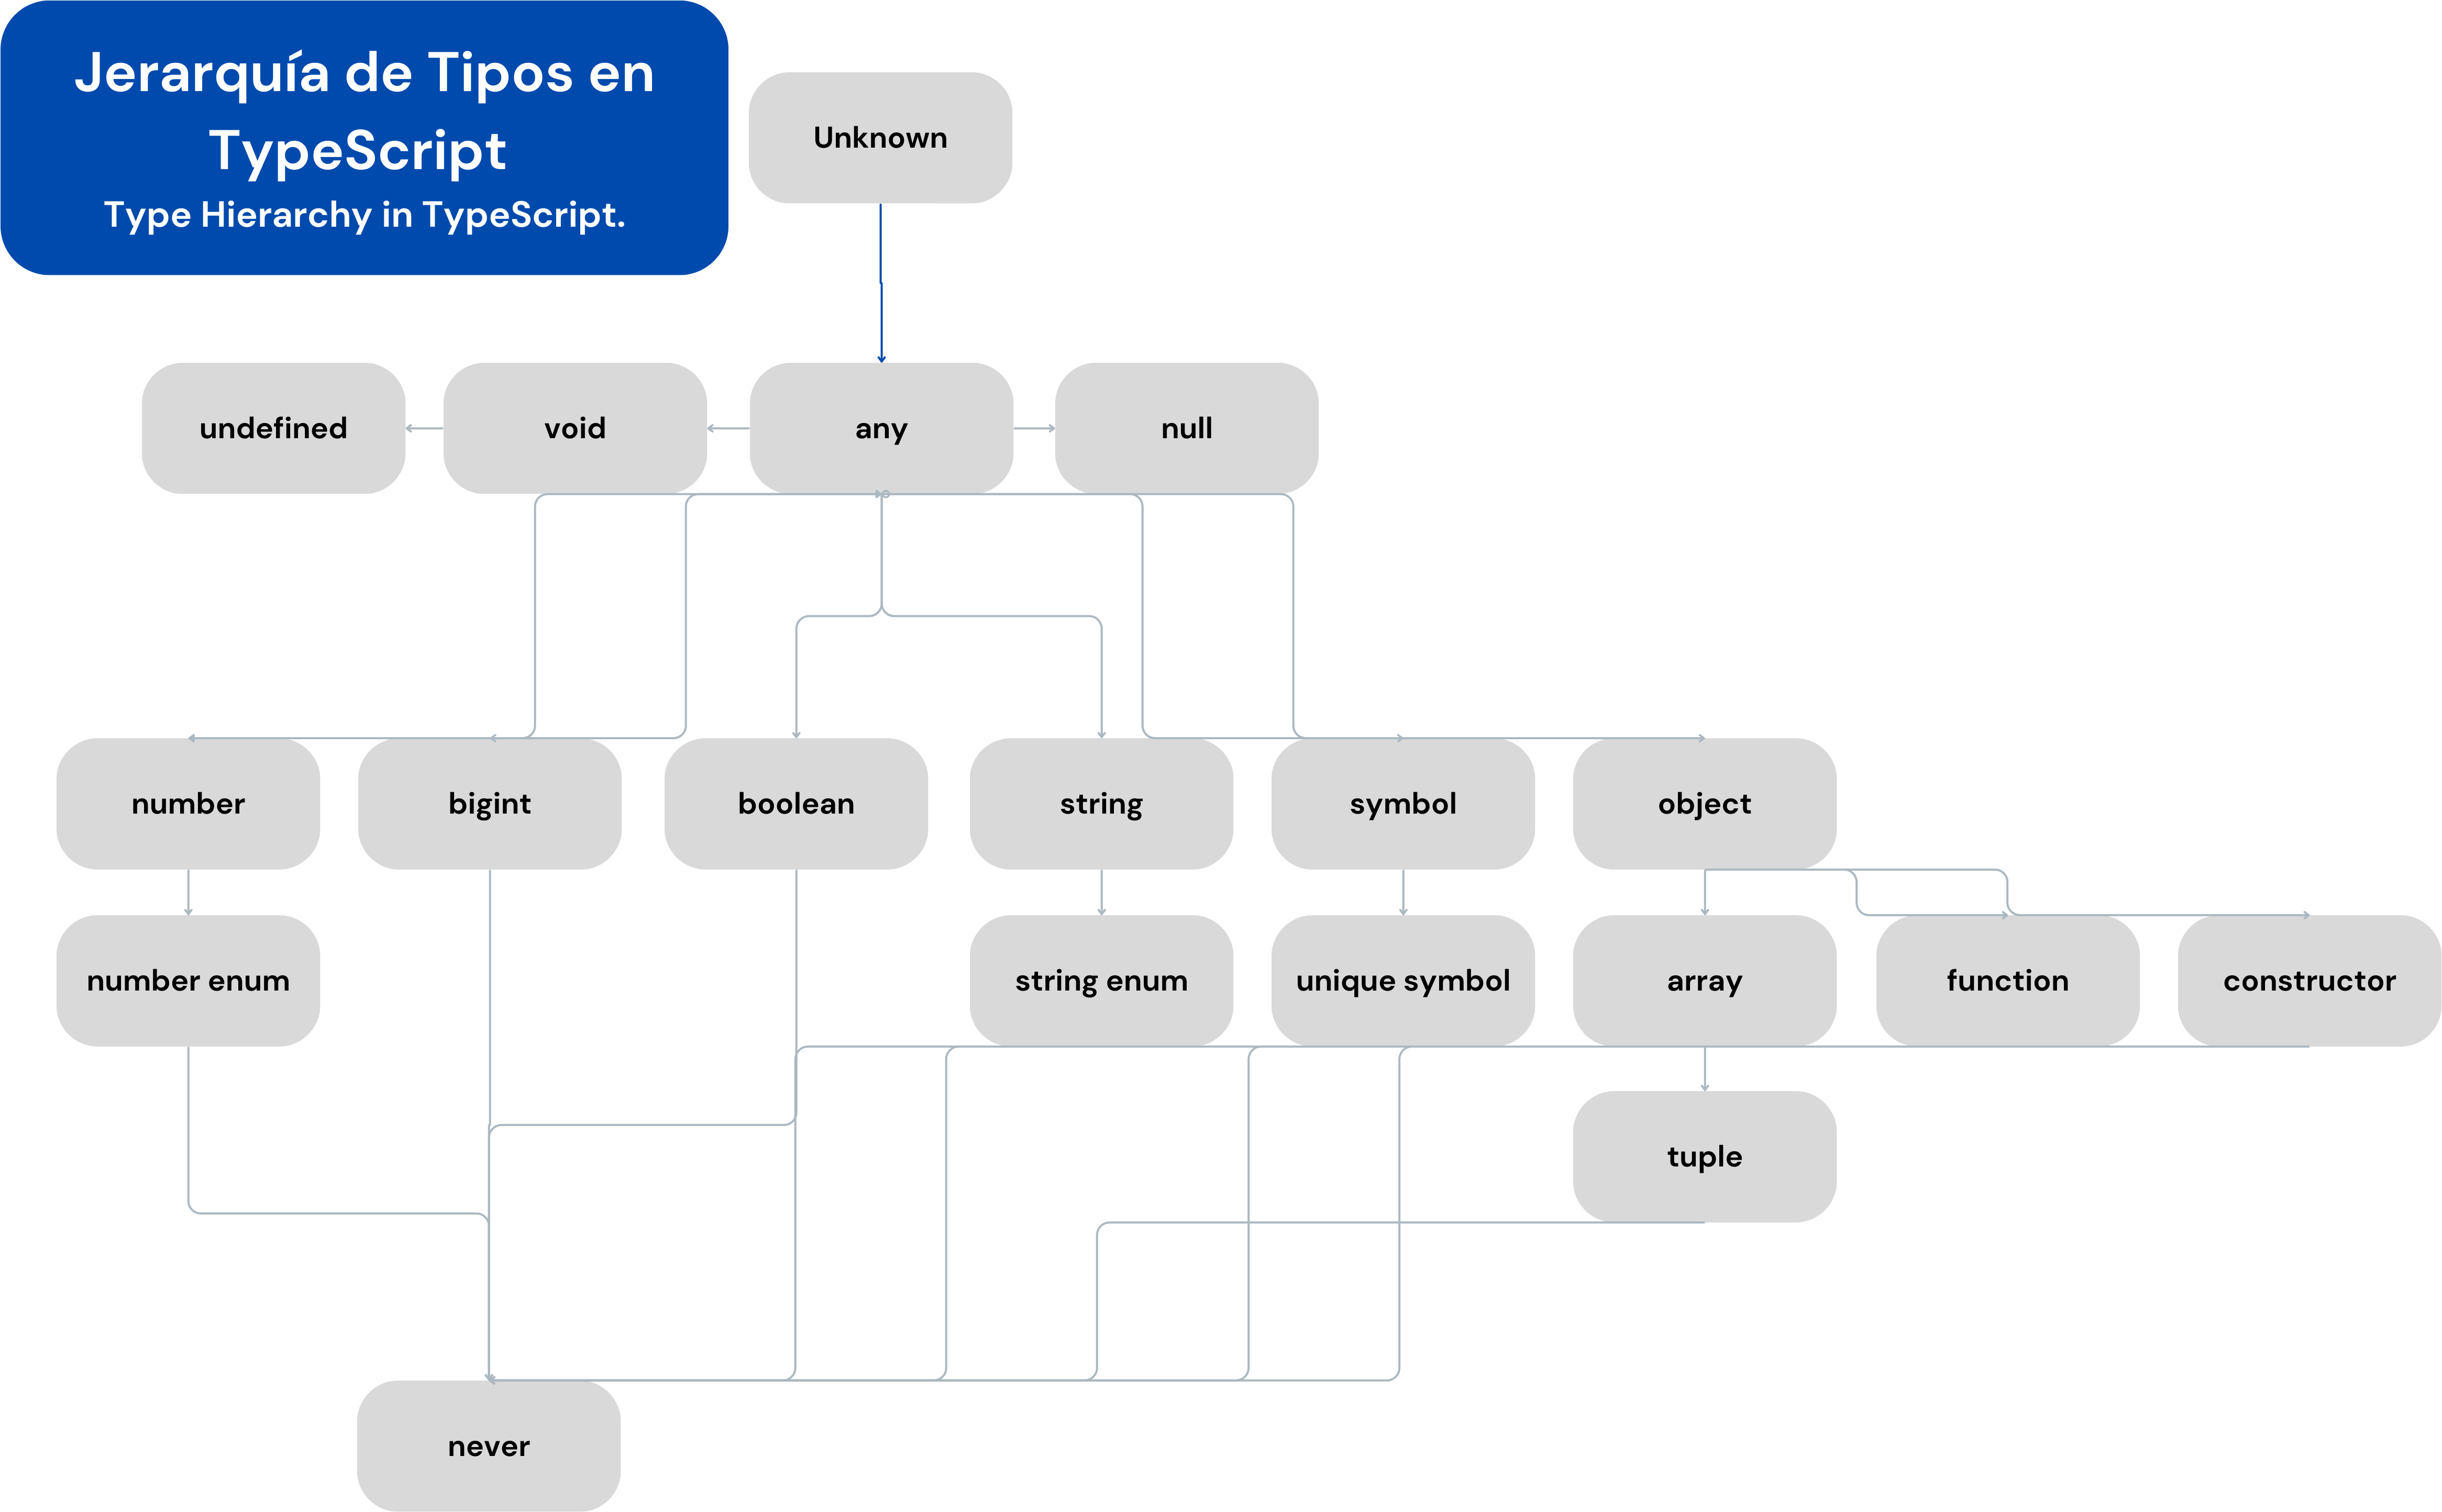 Jerarquía de Tipos en
TypeScript
Type Hierarchy in TypeScript.
Unknown
undefined
void
any
null
number
bigint
boolean
string
symbol
object
number enum
string enum
unique symbol
array
function
constructor
tuple
never